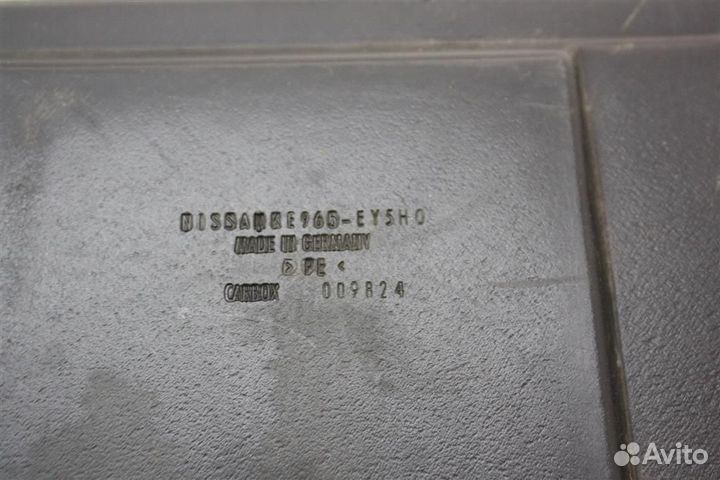 NISSAN KE965-EY5H0
MADE IN GERMANY
> PE <
CARBOX 009824
Avito